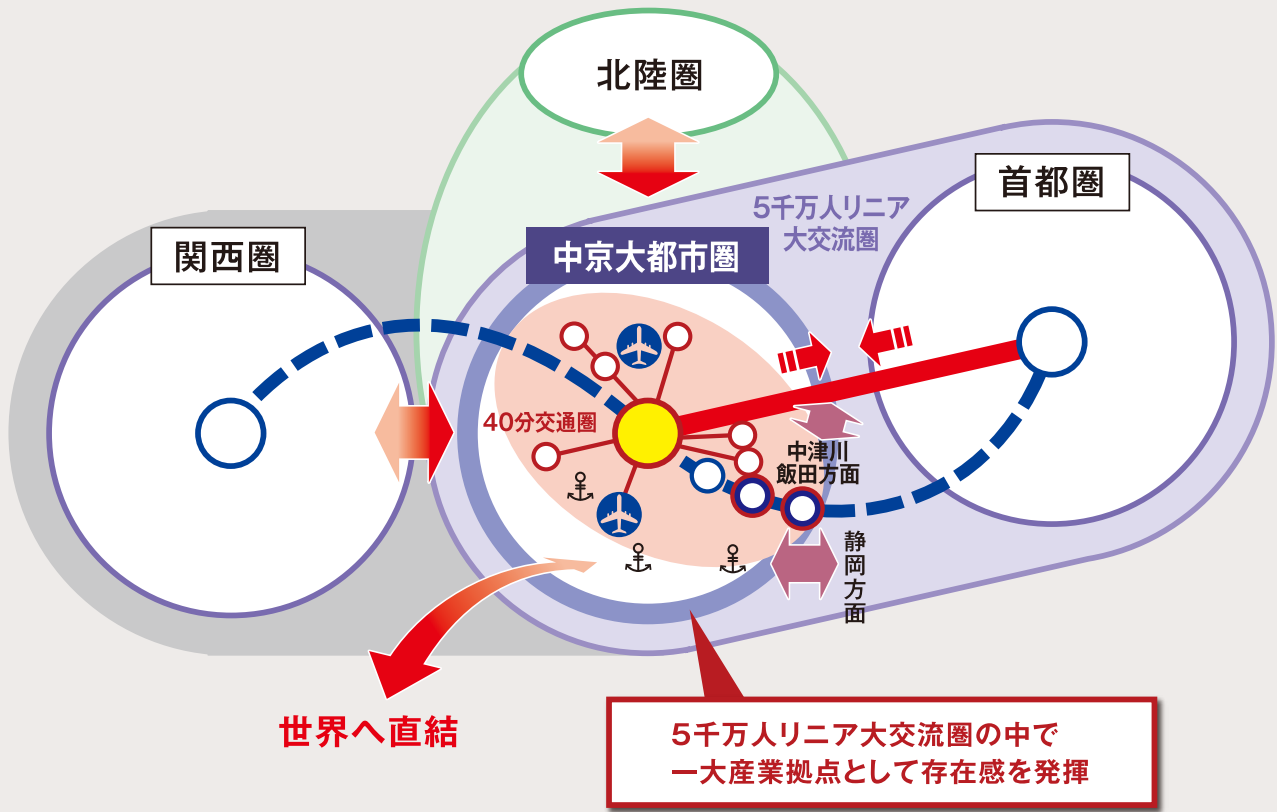 北陸圏
首都圏
5千万人リニア
大交流圏
関西圏
中京大都市圏
40分交通圏
中津川
飯田方面
静岡方面
世界へ直結
5千万人リニア大交流圏の中で
一大産業拠点として存在感を発揮